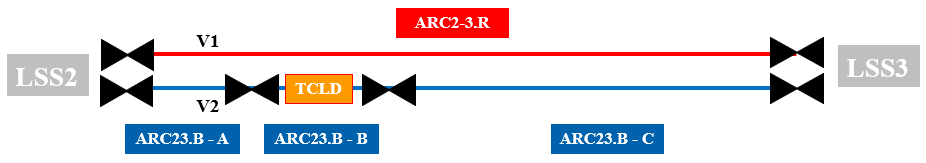 ARC2-3.R
V1
LSS2
LSS3
TCLD
V2
ARC23.B - A
ARC23.B - B
ARC23.B - C